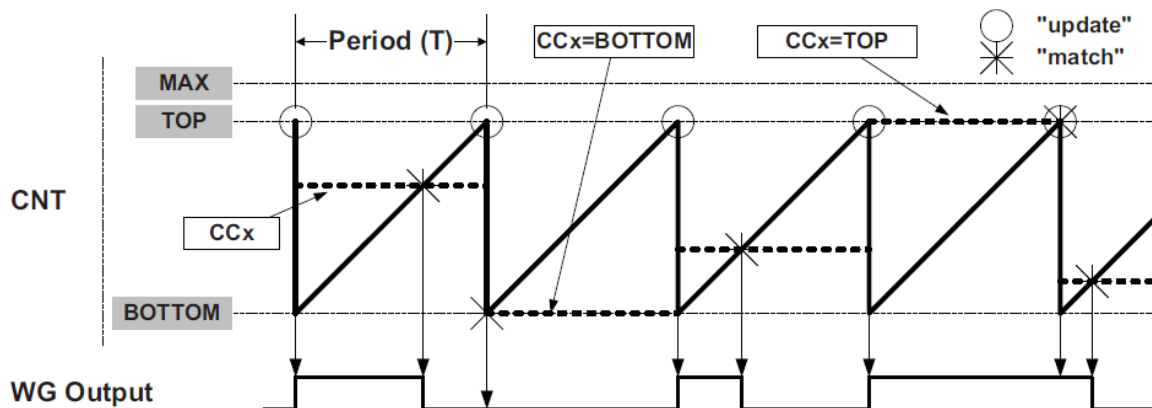 Period (T)
CCx=BOTTOM
CCx=TOP
"update"
"match"
MAX
TOP
CNT
CCx
BOTTOM
WG Output